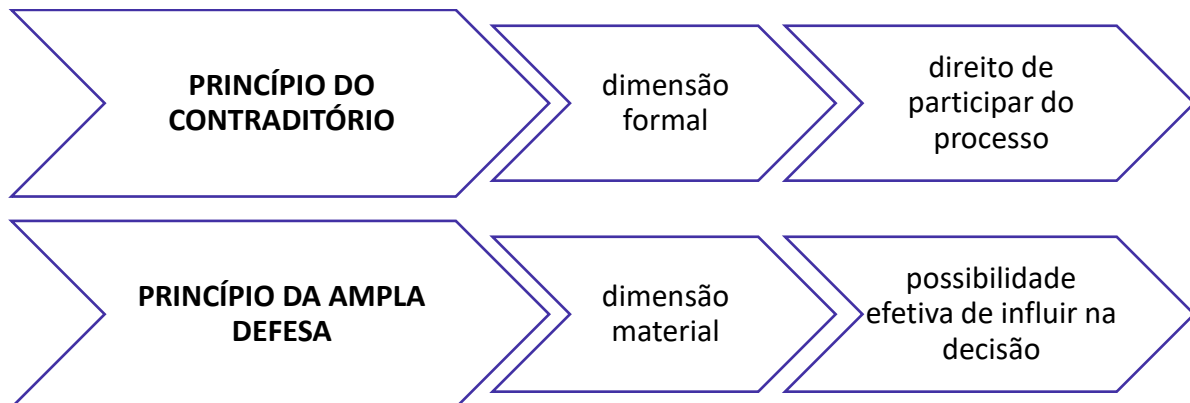 PRINCÍPIO DO
CONTRADITÓRIO
dimensão
formal
direito de
participar do
processo
PRINCÍPIO DA AMPLA
DEFESA
dimensão
material
possibilidade
efetiva de influir na
decisão